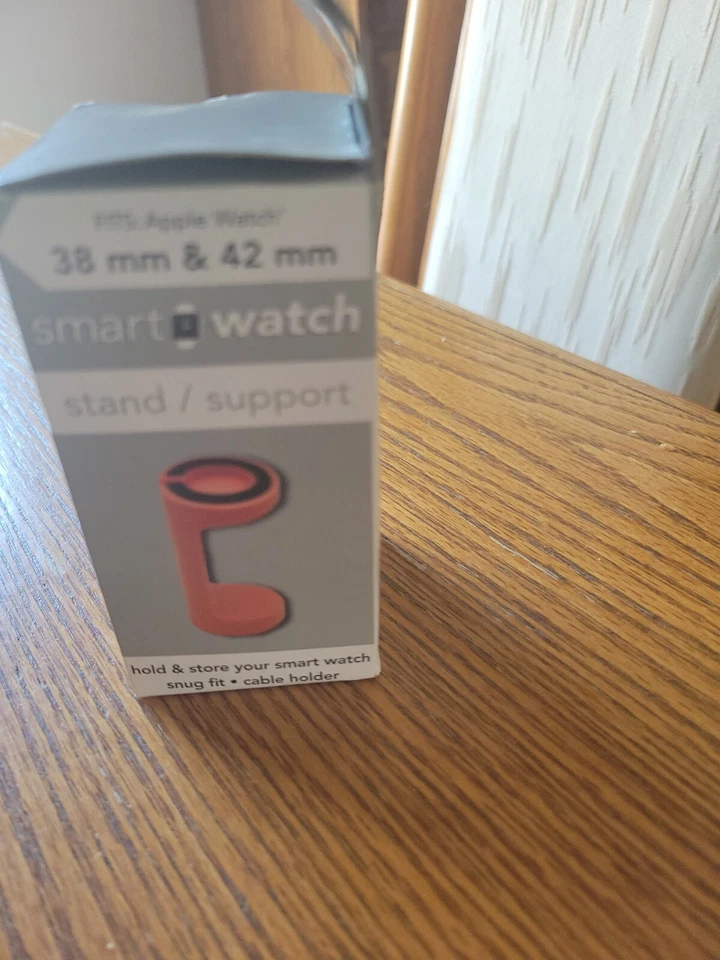 FITS: Apple Watch*
38 mm & 42 mm
smart watch
stand / support
hold & store your smart watch
snug fit • cable holder